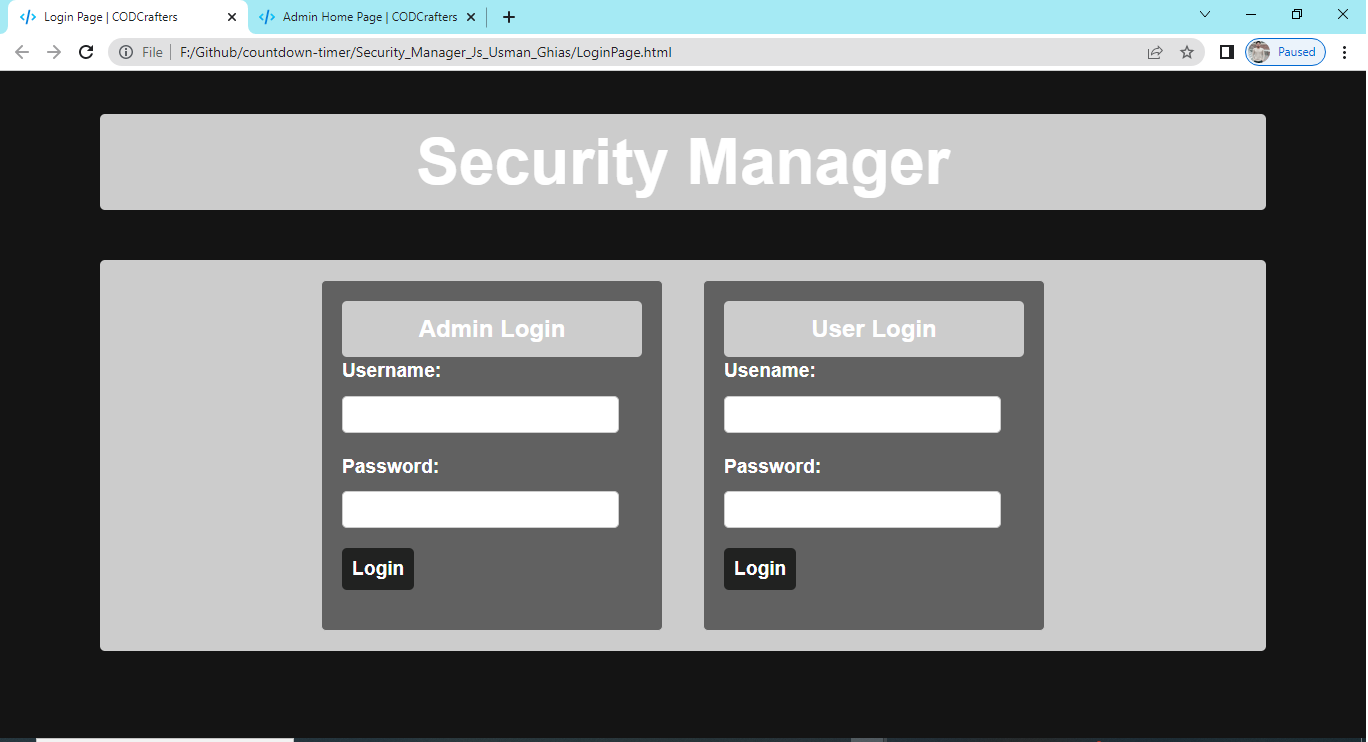 Login Page | CODCrafters
Admin Home Page | CODCrafters
File
F:/Github/countdown-timer/Security_Manager_Js_Usman_Ghias/LoginPage.html
Paused
Security Manager
Admin Login
Username:
Password:
Login
User Login
Usename:
Password:
Login